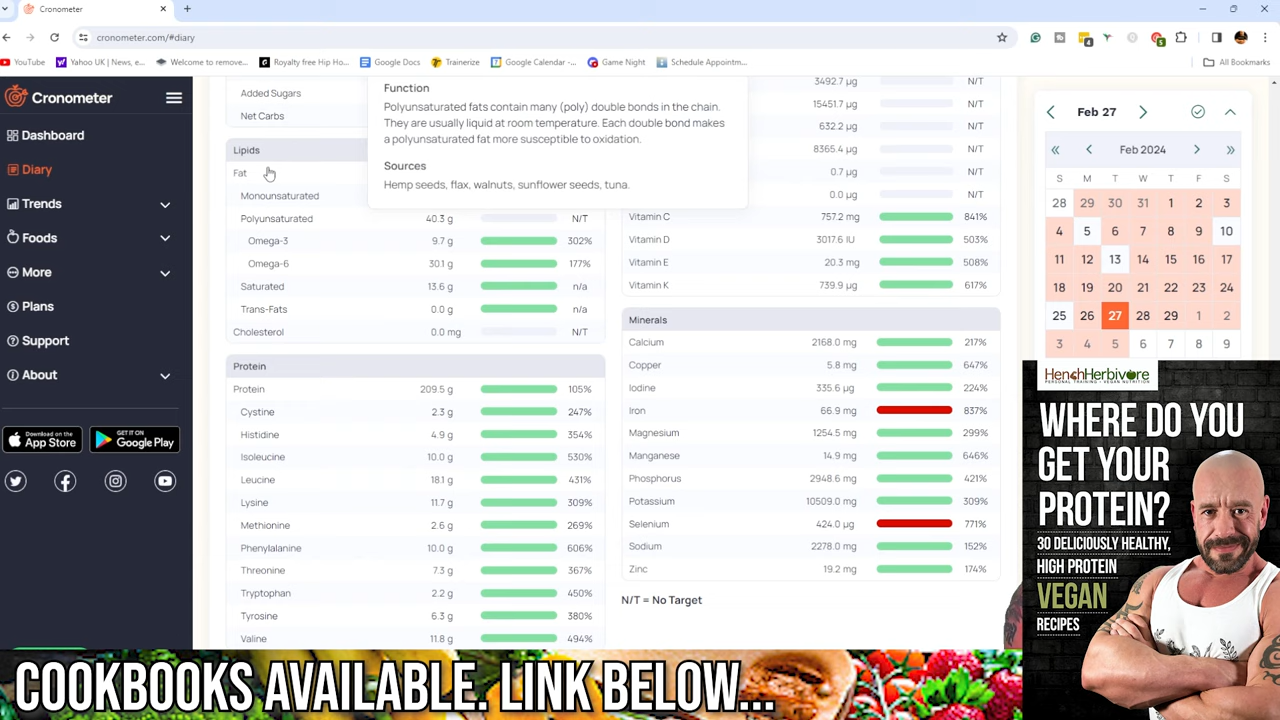 Cronometer
cronometer.com/#diary
YouTube
Yahoo UK | News, e...
Welcome to remove...
Royalty free Hip Ho...
Google Docs
Trainerize
Google Calendar -...
Game Night
Schedule Appointm...
All Bookmarks
Cronometer
Dashboard
Diary
Trends
Foods
More
Plans
Support
About
Download on the
App Store
GET IT ON
Google Play
Added Sugars
Net Carbs
Lipids
Fat
Monounsaturated
Polyunsaturated 40.3 g N/T
Omega-3 9.7 g 302%
Omega-6 30.1 g 177%
Saturated 13.6 g n/a
Trans-Fats 0.0 g n/a
Cholesterol 0.0 mg N/T
Protein
Protein 209.5 g 105%
Cystine 2.3 g 247%
Histidine 4.9 g 354%
Isoleucine 10.0 g 530%
Leucine 18.1 g 431%
Lysine 11.7 g 309%
Methionine 2.6 g 269%
Phenylalanine 10.0 g 606%
Threonine 7.3 g 367%
Tryptophan 2.2 g 450%
Tyrosine 6.3 g 380%
Valine 11.8 g 494%
Function
Polyunsaturated fats contain many (poly) double bonds in the chain.
They are usually liquid at room temperature. Each double bond makes
a polyunsaturated fat more susceptible to oxidation.
Sources
Hemp seeds, flax, walnuts, sunflower seeds, tuna.
3492.7 µg N/T
15451.7 µg N/T
632.2 µg N/T
8365.4 µg N/T
0.7 µg N/T
0.0 µg N/T
Vitamin C 757.2 mg 841%
Vitamin D 3017.6 IU 503%
Vitamin E 20.3 mg 508%
Vitamin K 739.9 µg 617%
Minerals
Calcium 2168.0 mg 217%
Copper 5.8 mg 647%
Iodine 335.6 µg 224%
Iron 66.9 mg 837%
Magnesium 1254.5 mg 299%
Manganese 14.9 mg 646%
Phosphorus 2948.6 mg 421%
Potassium 10509.0 mg 309%
Selenium 424.0 µg 771%
Sodium 2278.0 mg 152%
Zinc 19.2 mg 174%
N/T = No Target
Feb 27
Feb 2024
S M T W T F S
28 29 30 31 1 2 3
4 5 6 7 8 9 10
11 12 13 14 15 16 17
18 19 20 21 22 23 24
25 26 27 28 29 1 2
3 4 5 6 7 8 9
HenchHerbivore
PERSONAL TRAINING • VEGAN NUTRITION
WHERE DO YOU
GET YOUR
PROTEIN?
30 DELICIOUSLY HEALTHY,
HIGH PROTEIN
VEGAN
RECIPES
COOKBOOKS AVAILABLE. LINK BELOW...